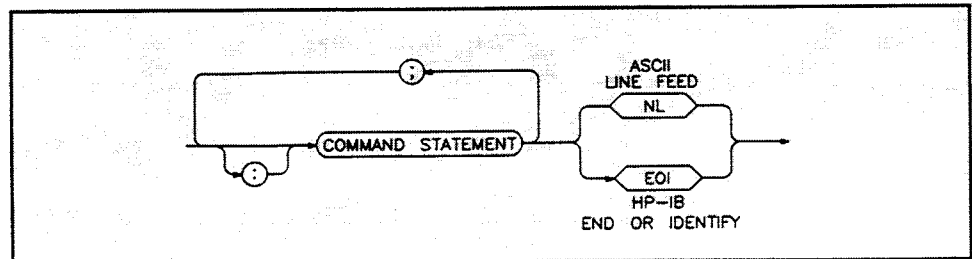 ;
ASCII
LINE FEED
NL
:
COMMAND STATEMENT
EOI
HP-IB
END OR IDENTIFY